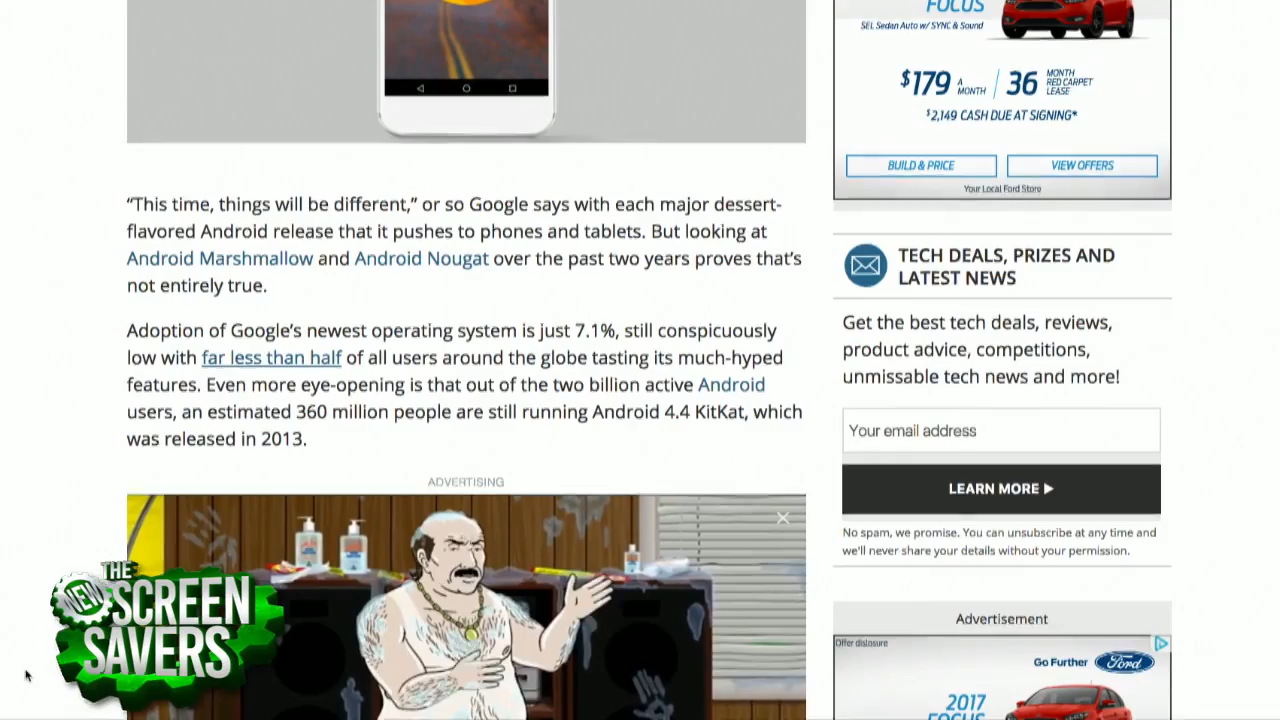 “This time, things will be different,” or so Google says with each major dessert-
flavored Android release that it pushes to phones and tablets. But looking at
Android Marshmallow and Android Nougat over the past two years proves that’s
not entirely true.
Adoption of Google’s newest operating system is just 7.1%, still conspicuously
low with far less than half of all users around the globe tasting its much-hyped
features. Even more eye-opening is that out of the two billion active Android
users, an estimated 360 million people are still running Android 4.4 KitKat, which
was released in 2013.
ADVERTISING
THE
NEW
SCREEN
SAVERS
FOCUS
SEL Sedan Auto w/ SYNC & Sound
$179 A MONTH / 36 MONTH RED CARPET LEASE
$2,149 CASH DUE AT SIGNING*
BUILD & PRICE VIEW OFFERS
Your Local Ford Store
TECH DEALS, PRIZES AND
LATEST NEWS
Get the best tech deals, reviews,
product advice, competitions,
unmissable tech news and more!
Your email address
LEARN MORE
No spam, we promise. You can unsubscribe at any time and
we'll never share your details without your permission.
Advertisement
Offer disclosure
Go Further Ford
2017
FOCUS